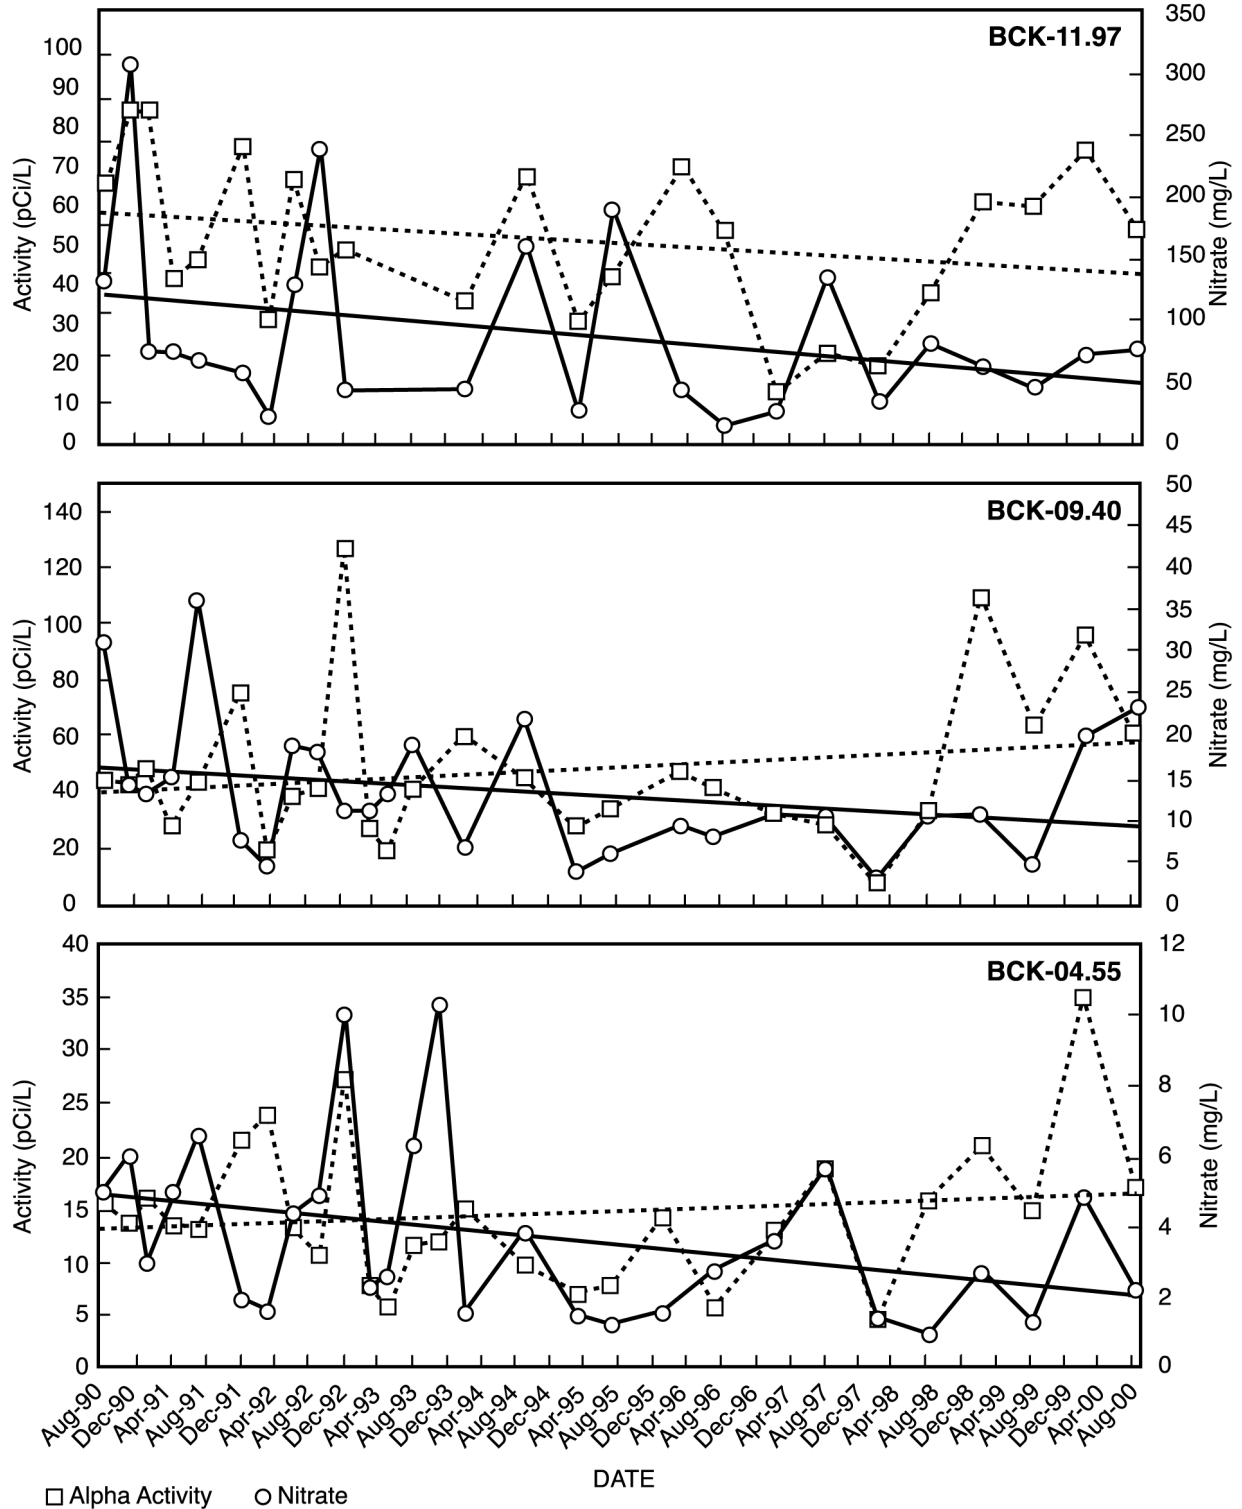 BCK-11.97
Activity (pCi/L)
100
90
80
70
60
50
40
30
20
10
0
350
300
250
200
150
100
50
0
Nitrate (mg/L)
BCK-09.40
Activity (pCi/L)
140
120
100
80
60
40
20
0
50
45
40
35
30
25
20
15
10
5
0
Nitrate (mg/L)
BCK-04.55
Activity (pCi/L)
40
35
30
25
20
15
10
5
0
12
10
8
6
4
2
0
Nitrate (mg/L)
Aug-90
Dec-90
Apr-91
Aug-91
Dec-91
Apr-92
Aug-92
Dec-92
Apr-93
Aug-93
Dec-93
Apr-94
Aug-94
Dec-94
Apr-95
Aug-95
Dec-95
Apr-96
Aug-96
Dec-96
Apr-97
Aug-97
Dec-97
Apr-98
Aug-98
Dec-98
Apr-99
Aug-99
Dec-99
Apr-00
Aug-00
DATE
Alpha Activity
Nitrate